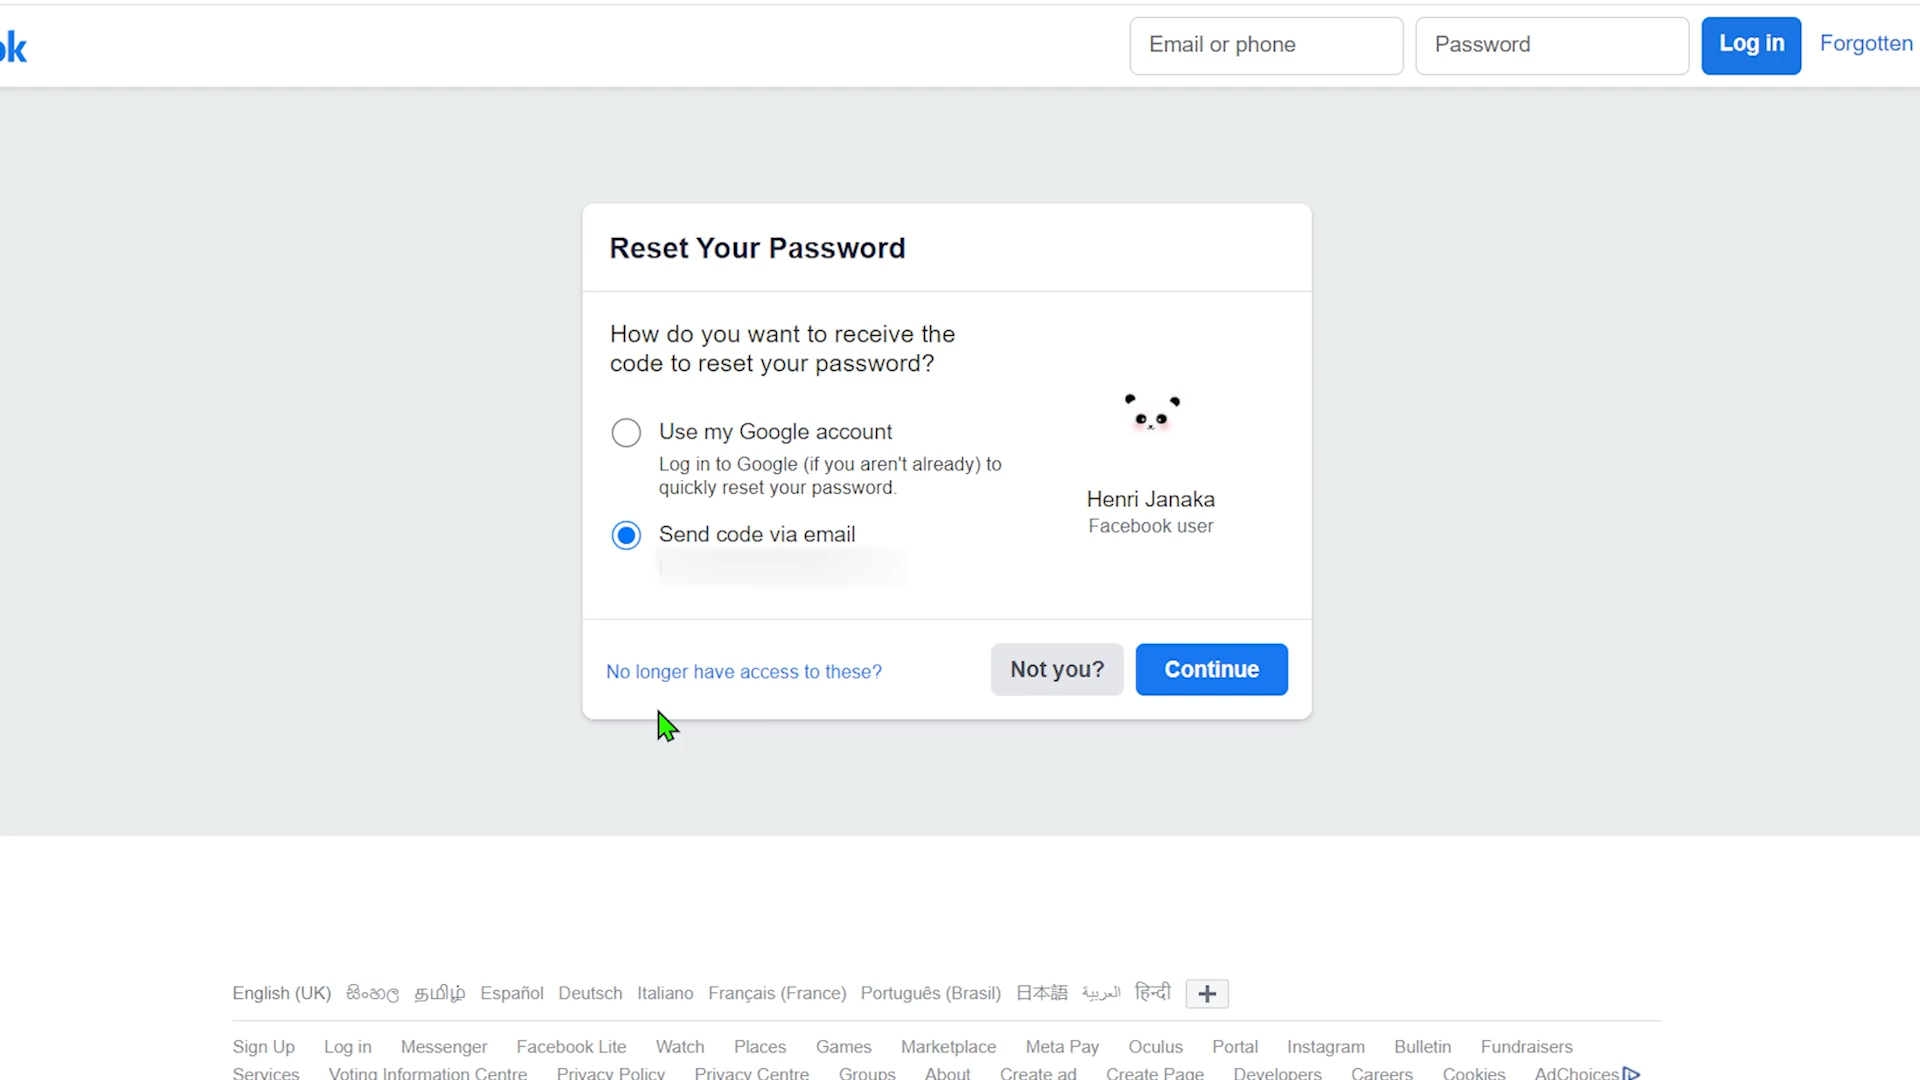 ok
Email or phone
Password
Log in
Forgotten
Reset Your Password
How do you want to receive the
code to reset your password?
Use my Google account
Log in to Google (if you aren't already) to
quickly reset your password.
Send code via email
Henri Janaka
Facebook user
No longer have access to these?
Not you?
Continue
English (UK) සිංහල தமிழ் Español Deutsch Italiano Français (France) Português (Brasil) 日本語 العربية हिन्दी
Sign Up Log in Messenger Facebook Lite Watch Places Games Marketplace Meta Pay Oculus Portal Instagram Bulletin Fundraisers
Services Voting Information Centre Privacy Policy Privacy Centre Groups About Create ad Create Page Developers Careers Cookies AdChoices